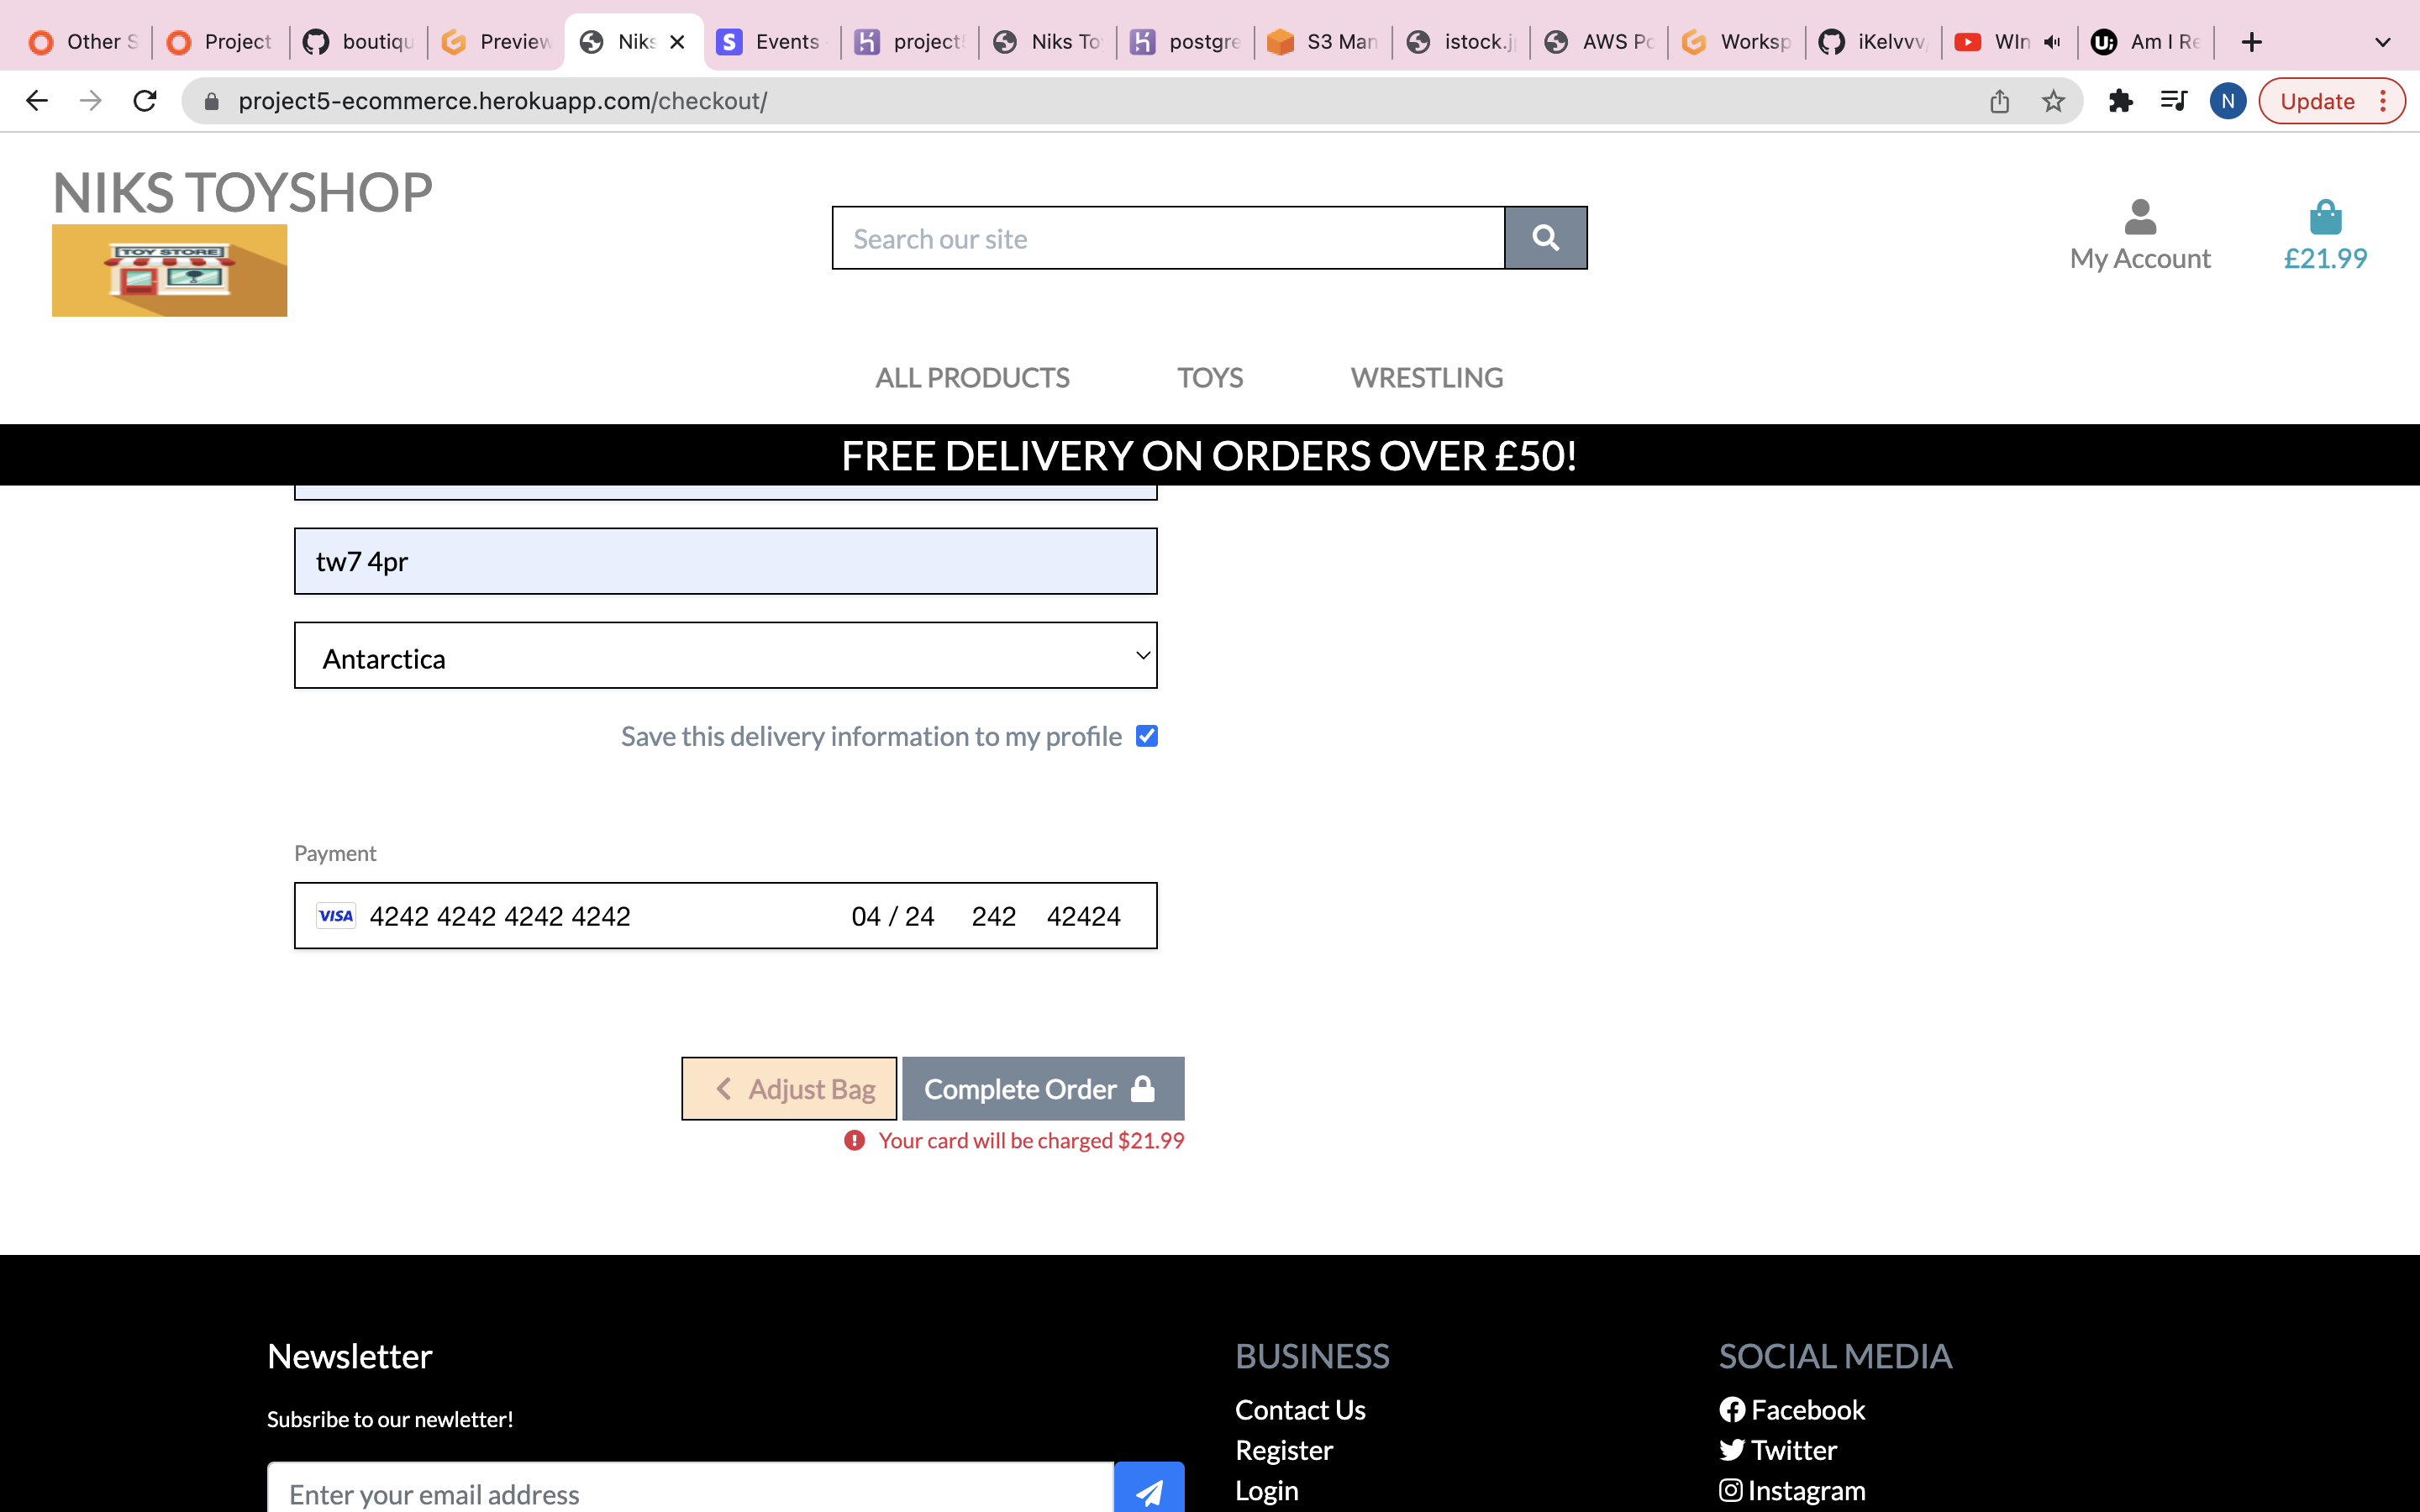 Other S Project boutiqu Preview Niks Events project! Niks To postgre S3 Man istock.j AWS Po Worksp iKelvvv/ WIn Am I Re
project5-ecommerce.herokuapp.com/checkout/ N Update
NIKS TOYSHOP
TOY STORE
Search our site
My Account £21.99
ALL PRODUCTS TOYS WRESTLING
FREE DELIVERY ON ORDERS OVER £50!
tw7 4pr
Antarctica
Save this delivery information to my profile
Payment
VISA 4242 4242 4242 4242 04 / 24 242 42424
Adjust Bag Complete Order
Your card will be charged $21.99
Newsletter BUSINESS SOCIAL MEDIA
Subsribe to our newletter! Contact Us Facebook
Register Twitter
Enter your email address Login Instagram